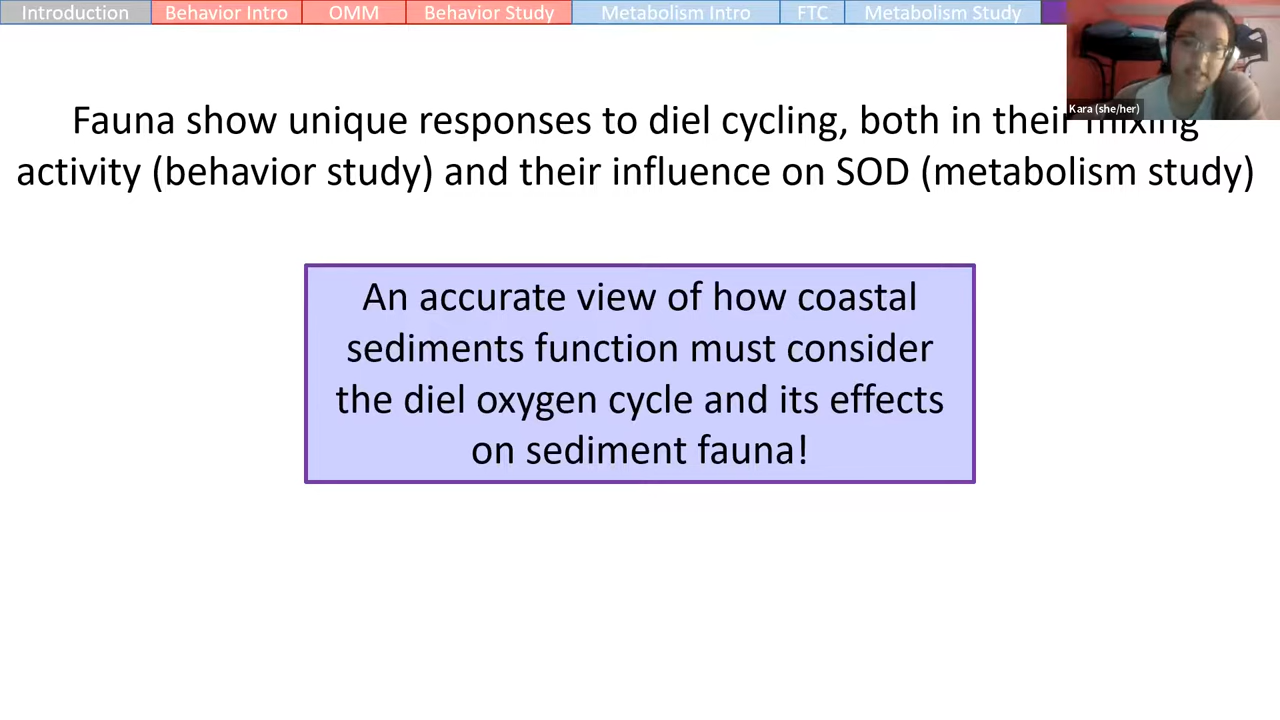 Introduction Behavior Intro OMM Behavior Study Metabolism Intro FTC Metabolism Study
Kara (she/her)
Fauna show unique responses to diel cycling, both in their mixing
activity (behavior study) and their influence on SOD (metabolism study)
An accurate view of how coastal
sediments function must consider
the diel oxygen cycle and its effects
on sediment fauna!